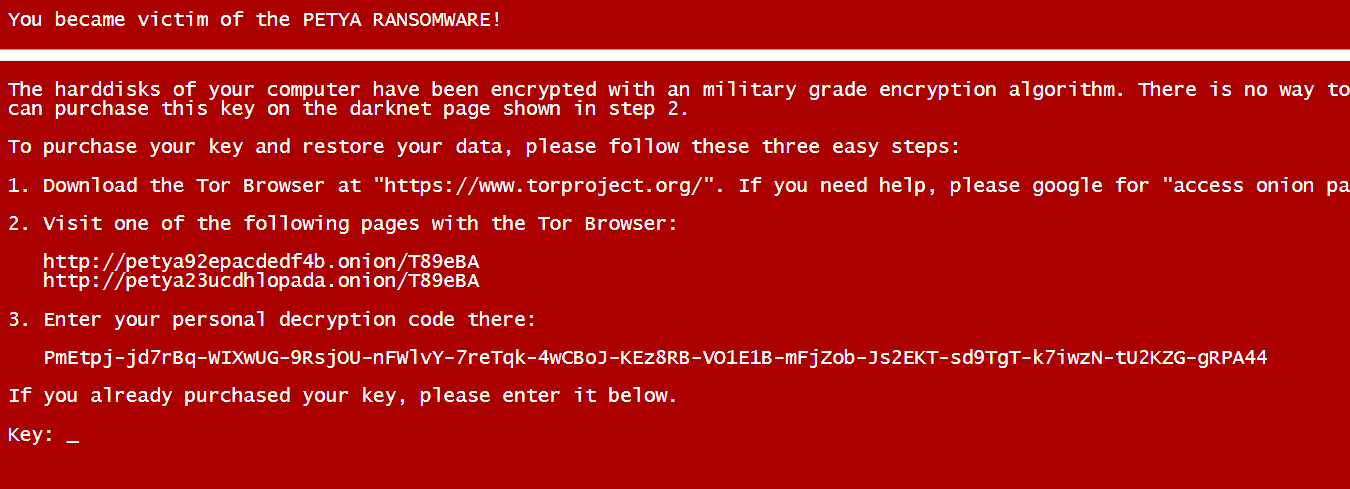 You became victim of the PETYA RANSOMWARE!
The harddisks of your computer have been encrypted with an military grade encryption algorithm. There is no way to
can purchase this key on the darknet page shown in step 2.
To purchase your key and restore your data, please follow these three easy steps:
1. Download the Tor Browser at "https://www.torproject.org/". If you need help, please google for "access onion pa
2. Visit one of the following pages with the Tor Browser:
http://petya92epacdedf4b.onion/T89eBA
http://petya23ucdhlopada.onion/T89eBA
3. Enter your personal decryption code there:
PmEtpj-jd7rBq-WIXwUG-9RsjOU-nFWlvY-7reTqk-4wCBoJ-KEz8RB-VO1E1B-mFjZob-Js2EKT-sd9TgT-k7iwzN-tU2KZG-gRPA44
If you already purchased your key, please enter it below.
Key: _